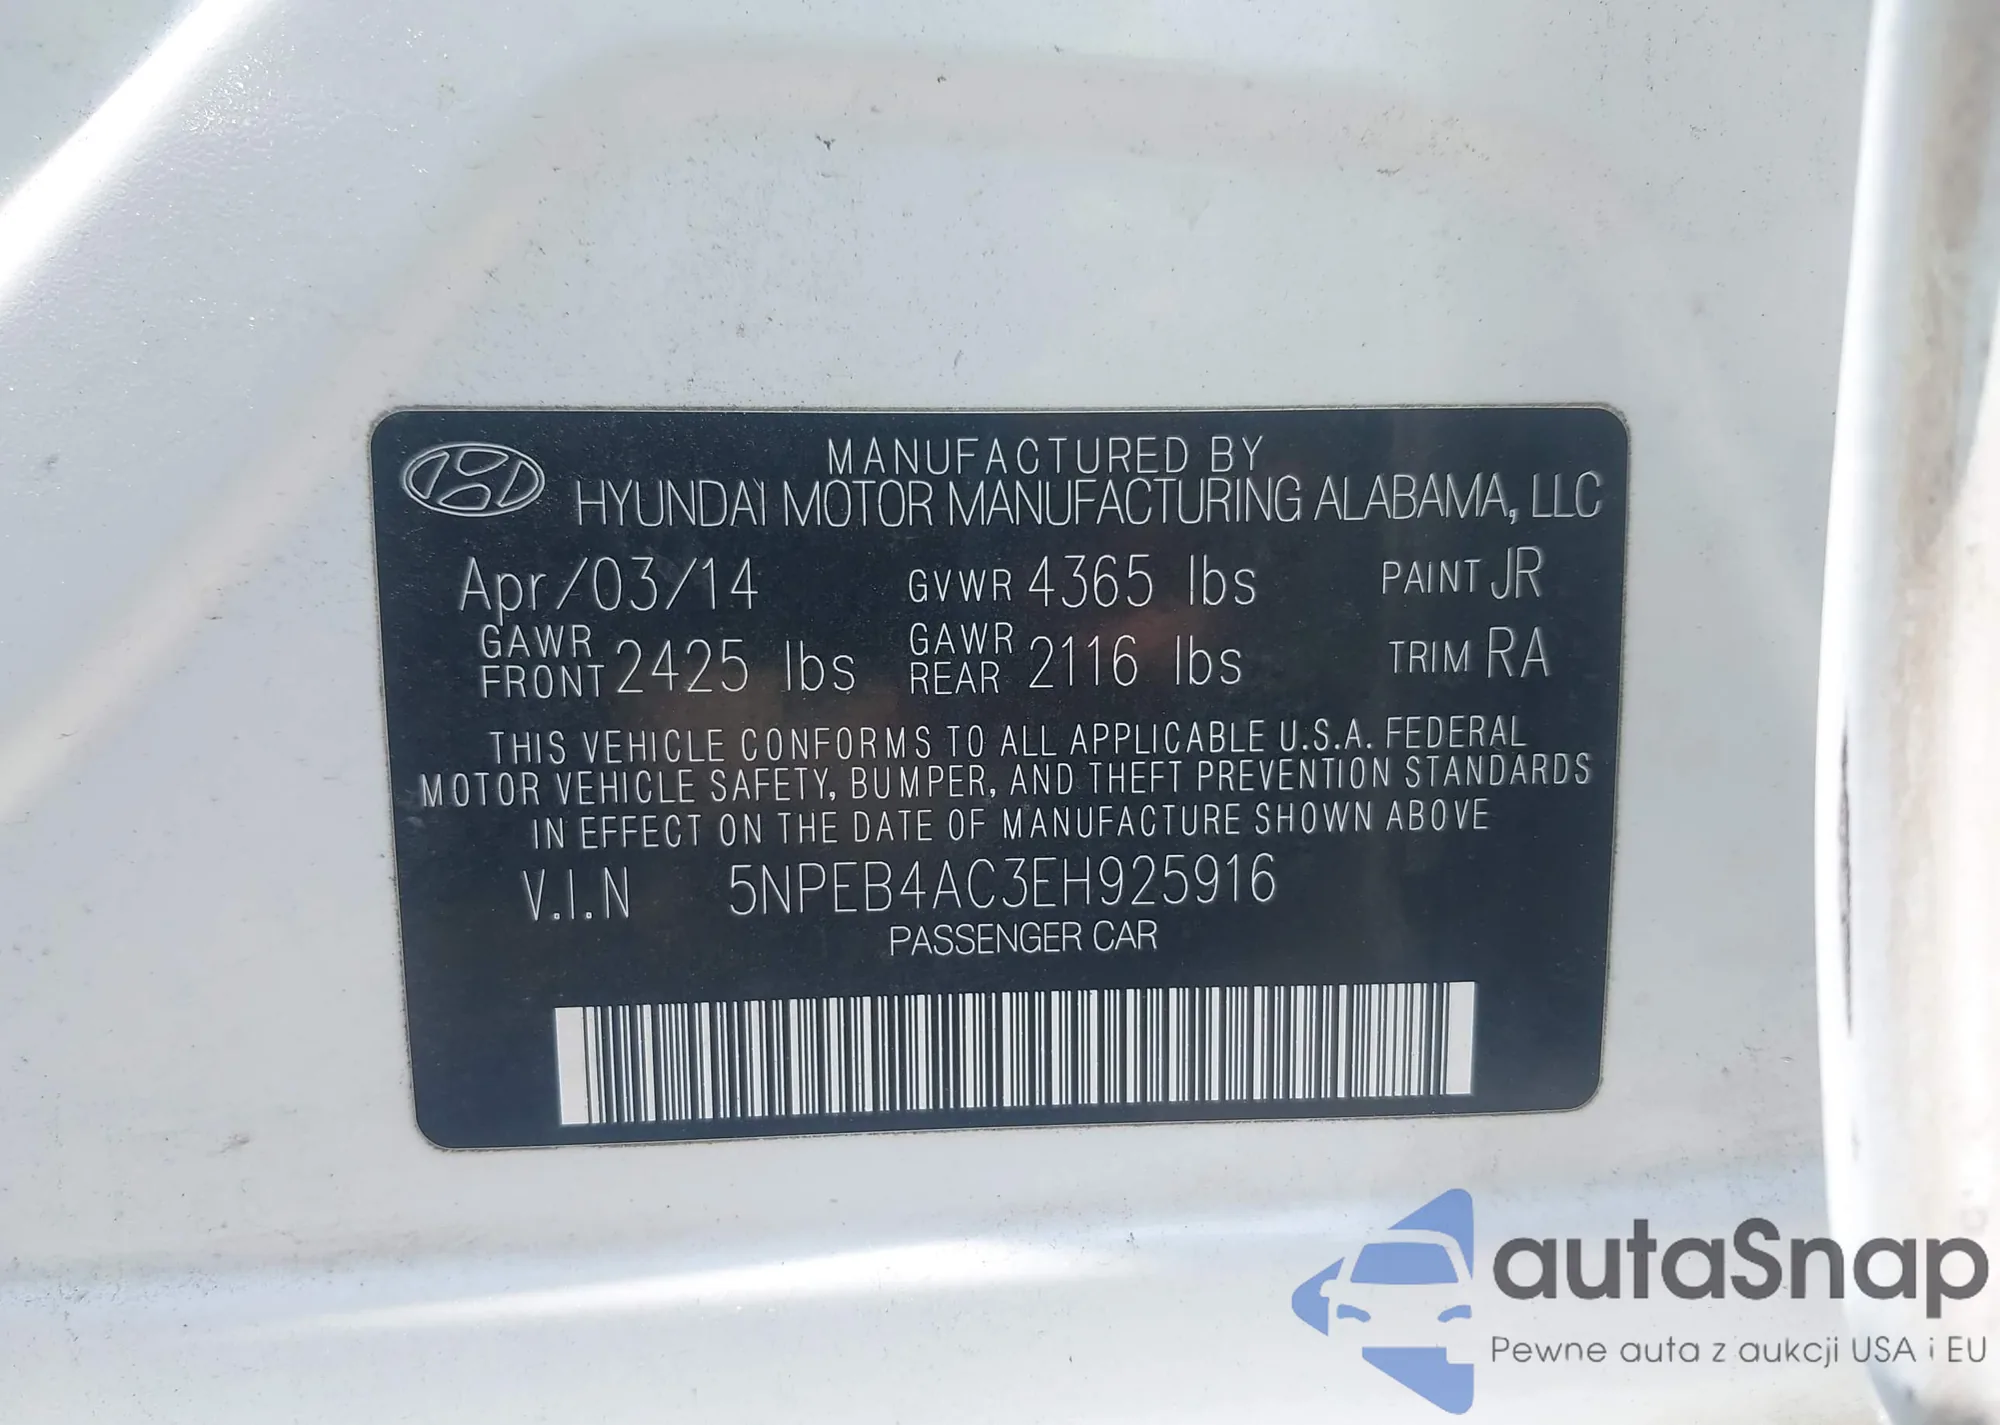 MANUFACTURED BY
HYUNDAI MOTOR MANUFACTURING ALABAMA, LLC
Apr/03/14 GVWR 4365 lbs PAINT JR
GAWR FRONT 2425 lbs GAWR REAR 2116 lbs TRIM RA
THIS VEHICLE CONFORMS TO ALL APPLICABLE U.S.A. FEDERAL
MOTOR VEHICLE SAFETY, BUMPER, AND THEFT PREVENTION STANDARDS
IN EFFECT ON THE DATE OF MANUFACTURE SHOWN ABOVE
V.I.N 5NPEB4AC3EH925916
PASSENGER CAR
autaSnap
Pewne auta z aukcji USA i EU